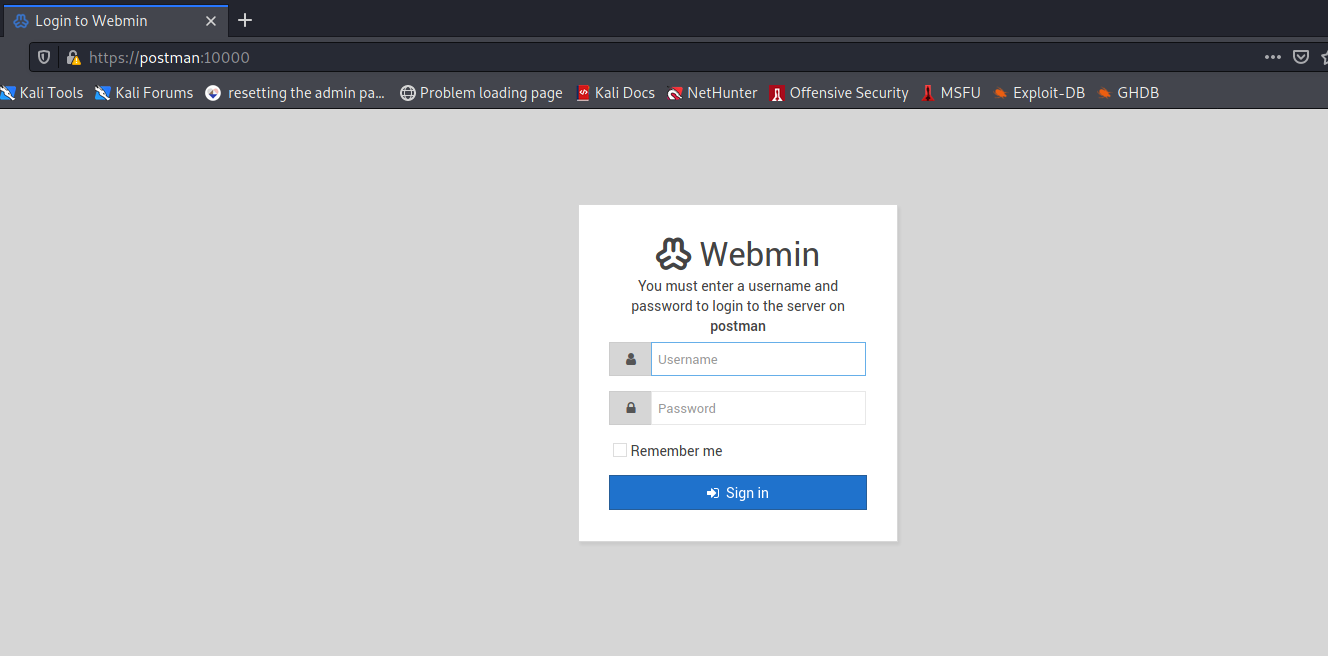 Login to Webmin
https://postman:10000
Kali Tools Kali Forums resetting the admin pa... Problem loading page Kali Docs NetHunter Offensive Security MSFU Exploit-DB GHDB
Webmin
You must enter a username and
password to login to the server on
postman
Username
Password
Remember me
Sign in